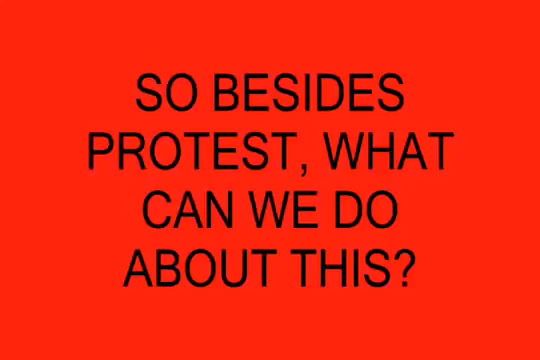 SO BESIDES
PROTEST, WHAT
CAN WE DO
ABOUT THIS?